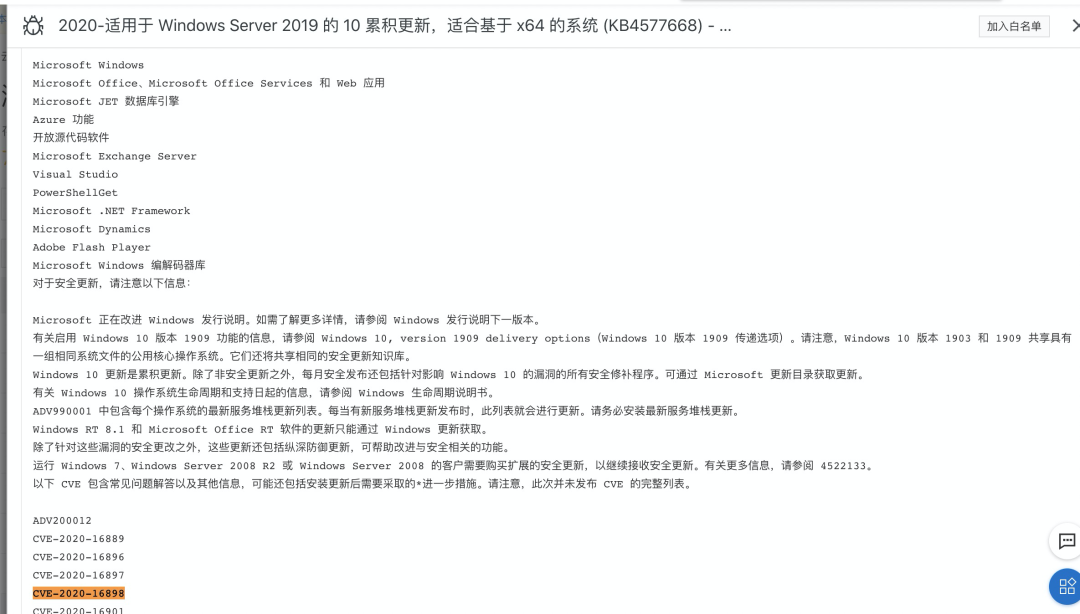 2020-适用于 Windows Server 2019 的 10 累积更新，适合基于 x64 的系统 (KB4577668) - ...
加入白名单
Microsoft Windows
Microsoft Office、Microsoft Office Services 和 Web 应用
Microsoft JET 数据库引擎
Azure 功能
开放源代码软件
Microsoft Exchange Server
Visual Studio
PowerShellGet
Microsoft .NET Framework
Microsoft Dynamics
Adobe Flash Player
Microsoft Windows 编解码器库
对于安全更新，请注意以下信息：
Microsoft 正在改进 Windows 发行说明。如需了解更多详情，请参阅 Windows 发行说明下一版本。
有关启用 Windows 10 版本 1909 功能的信息，请参阅 Windows 10, version 1909 delivery options（Windows 10 版本 1909 传递选项）。请注意，Windows 10 版本 1903 和 1909 共享具有
一组相同系统文件的公用核心操作系统。它们还将共享相同的安全更新知识库。
Windows 10 更新是累积更新。除了非安全更新之外，每月安全发布还包括针对影响 Windows 10 的漏洞的所有安全修补程序。可通过 Microsoft 更新目录获取更新。
有关 Windows 10 操作系统生命周期和支持日起的信息，请参阅 Windows 生命周期说明书。
ADV990001 中包含每个操作系统的最新服务堆栈更新列表。每当有新服务堆栈更新发布时，此列表就会进行更新。请务必安装最新服务堆栈更新。
Windows RT 8.1 和 Microsoft Office RT 软件的更新只能通过 Windows 更新获取。
除了针对这些漏洞的安全更改之外，这些更新还包括纵深防御更新，可帮助改进与安全相关的功能。
运行 Windows 7、Windows Server 2008 R2 或 Windows Server 2008 的客户需要购买扩展的安全更新，以继续接收安全更新。有关更多信息，请参阅 4522133。
以下 CVE 包含常见问题解答以及其他信息，可能还包括安装更新后需要采取的*进一步措施。请注意，此次并未发布 CVE 的完整列表。
ADV200012
CVE-2020-16889
CVE-2020-16896
CVE-2020-16897
CVE-2020-16898
CVE-2020-16901